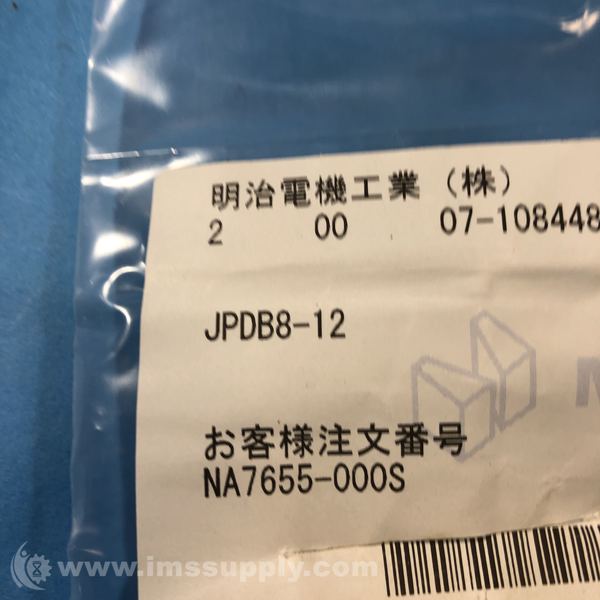 明治電機工業（株）
2 00 07-108448
JPDB8-12
お客様注文番号
NA7655-000S
www.imssupply.com